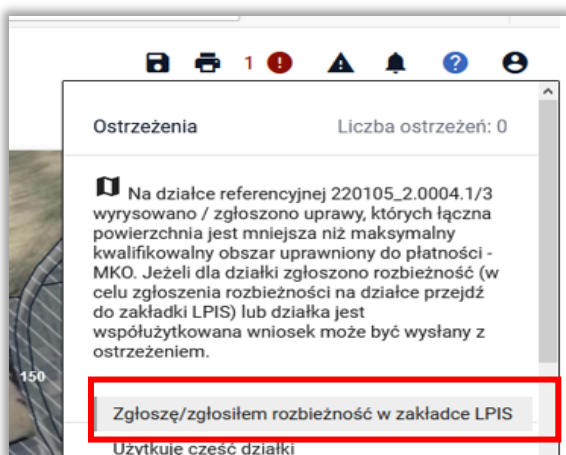 1
Ostrzeżenia Liczba ostrzeżeń: 0
Na działce referencyjnej 220105_2.0004.1/3
wyrysowano / zgłoszono uprawy, których łączna
powierzchnia jest mniejsza niż maksymalny
kwalifikowalny obszar uprawniony do płatności -
MKO. Jeżeli dla działki zgłoszono rozbieżność (w
celu zgłoszenia rozbieżności na działce przejdź
do zakładki LPIS) lub działka jest
współużytkowana wniosek może być wysłany z
ostrzeżeniem.
150
Zgłoszę/zgłosiłem rozbieżność w zakładce LPIS
Użytkuje cześć działki